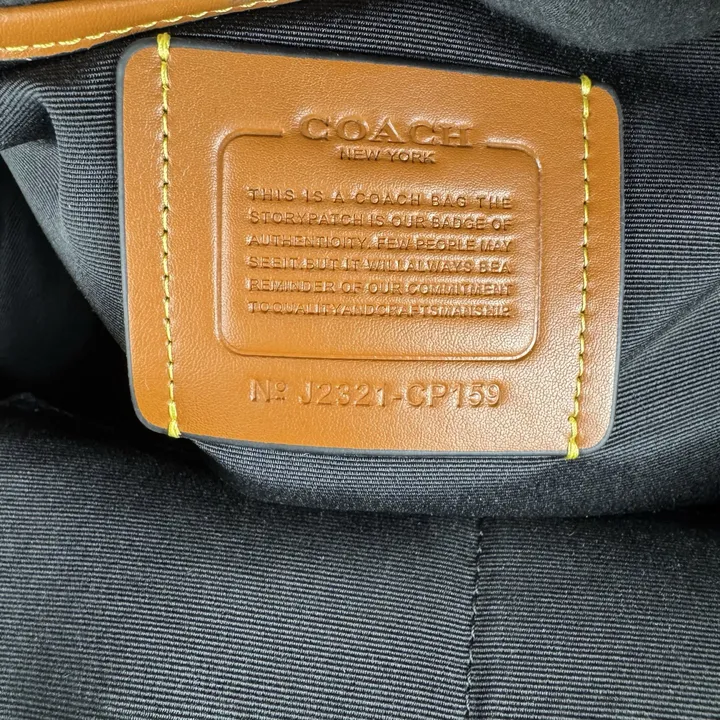 COACH
NEW YORK
THIS IS A COACH BAG THE
STORYPATCH IS OUR BADGE OF
AUTHENTICITY. FEW PEOPLE MAY
SEE IT. BUT IT WILL ALWAYS BE A
REMINDER OF OUR COMMITMENT
TO QUALITY AND CRAFTSMANSHIP.
Nº J2321-CP159